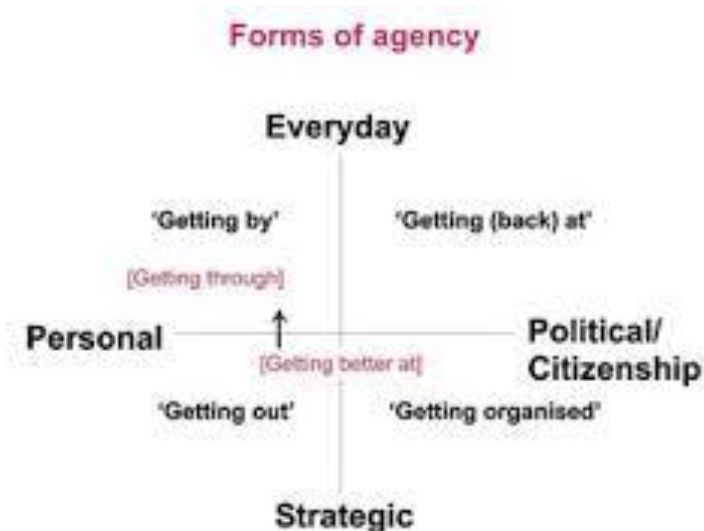 Forms of agency
Everyday
'Getting by'
'Getting (back) at'
[Getting through]
Personal
Political/
Citizenship
[Getting better at]
'Getting out'
'Getting organised'
Strategic